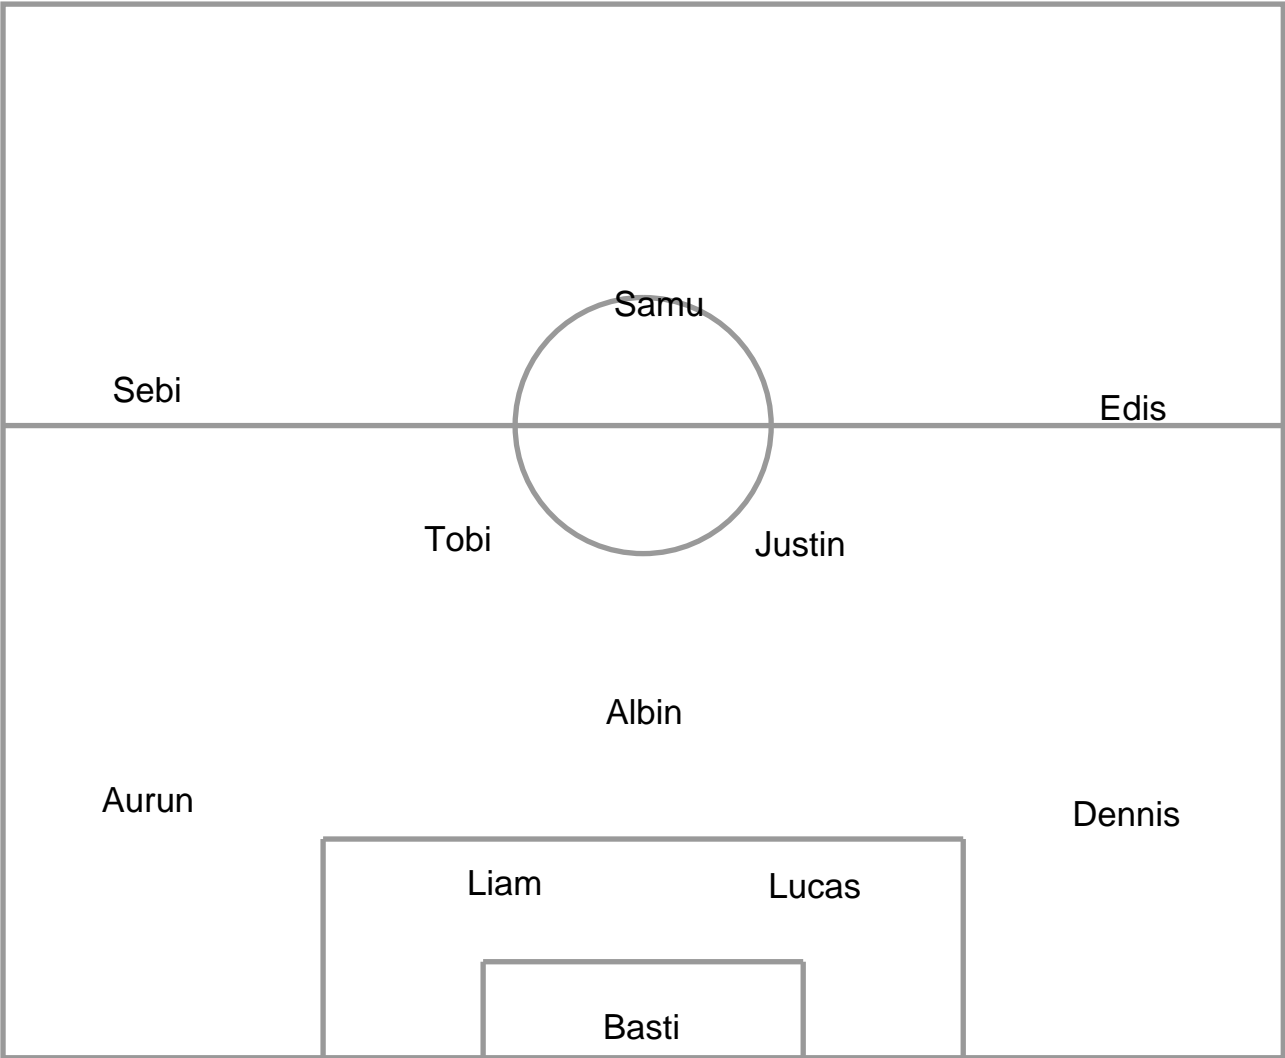 Samu
Sebi
Edis
Tobi
Justin
Albin
Aurun
Dennis
Liam
Lucas
Basti